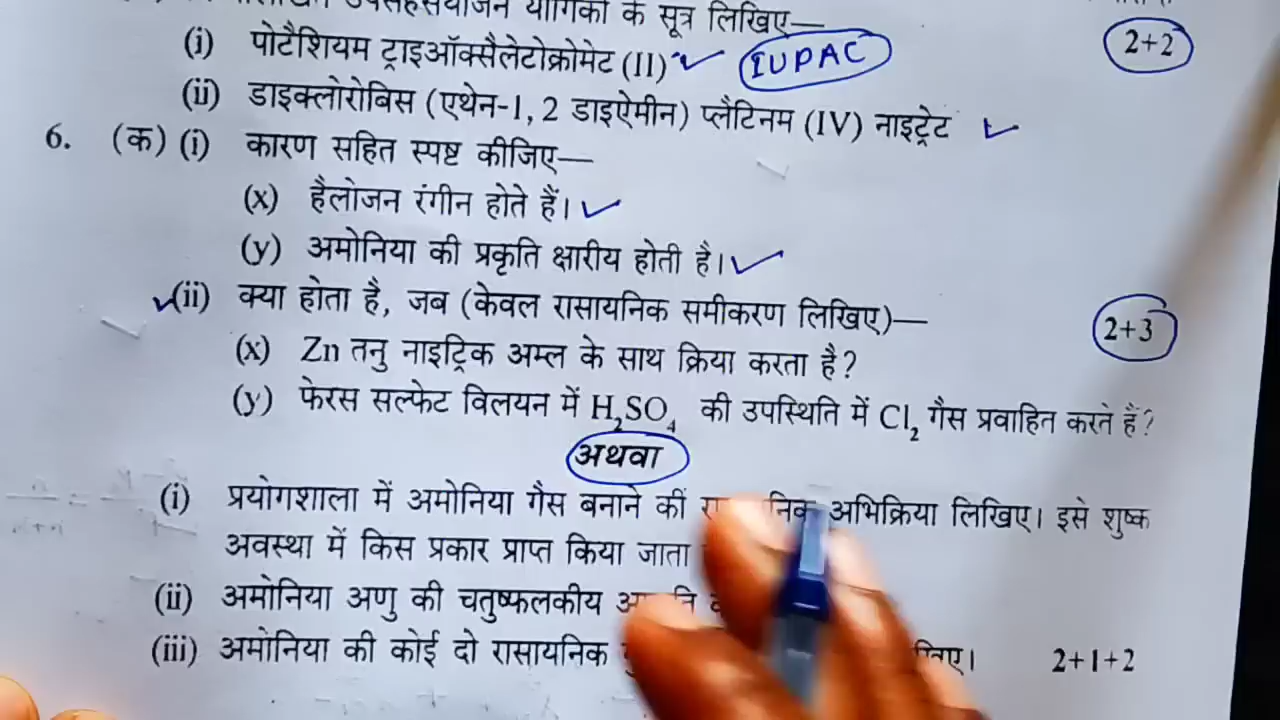 उपसहसंयोजन यौगिकों के सूत्र लिखिए—
(i) पोटैशियम ट्राइऑक्सैलेटोक्रोमेट (II) IUPAC 2+2
(ii) डाइक्लोरोबिस (एथेन-1, 2 डाइऐमीन) प्लैटिनम (IV) नाइट्रेट
6. (क) (i) कारण सहित स्पष्ट कीजिए—
(x) हैलोजन रंगीन होते हैं।
(y) अमोनिया की प्रकृति क्षारीय होती है।
(ii) क्या होता है, जब (केवल रासायनिक समीकरण लिखिए)— 2+3
(x) Zn तनु नाइट्रिक अम्ल के साथ क्रिया करता है?
(y) फेरस सल्फेट विलयन में H₂SO₄ की उपस्थिति में Cl₂ गैस प्रवाहित करते हैं?
अथवा
(i) प्रयोगशाला में अमोनिया गैस बनाने की अभिक्रिया लिखिए। इसे शुष्क
अवस्था में किस प्रकार प्राप्त किया जाता
(ii) अमोनिया अणु की चतुष्फलकीय
(iii) अमोनिया की कोई दो रासायनिक 2+1+2